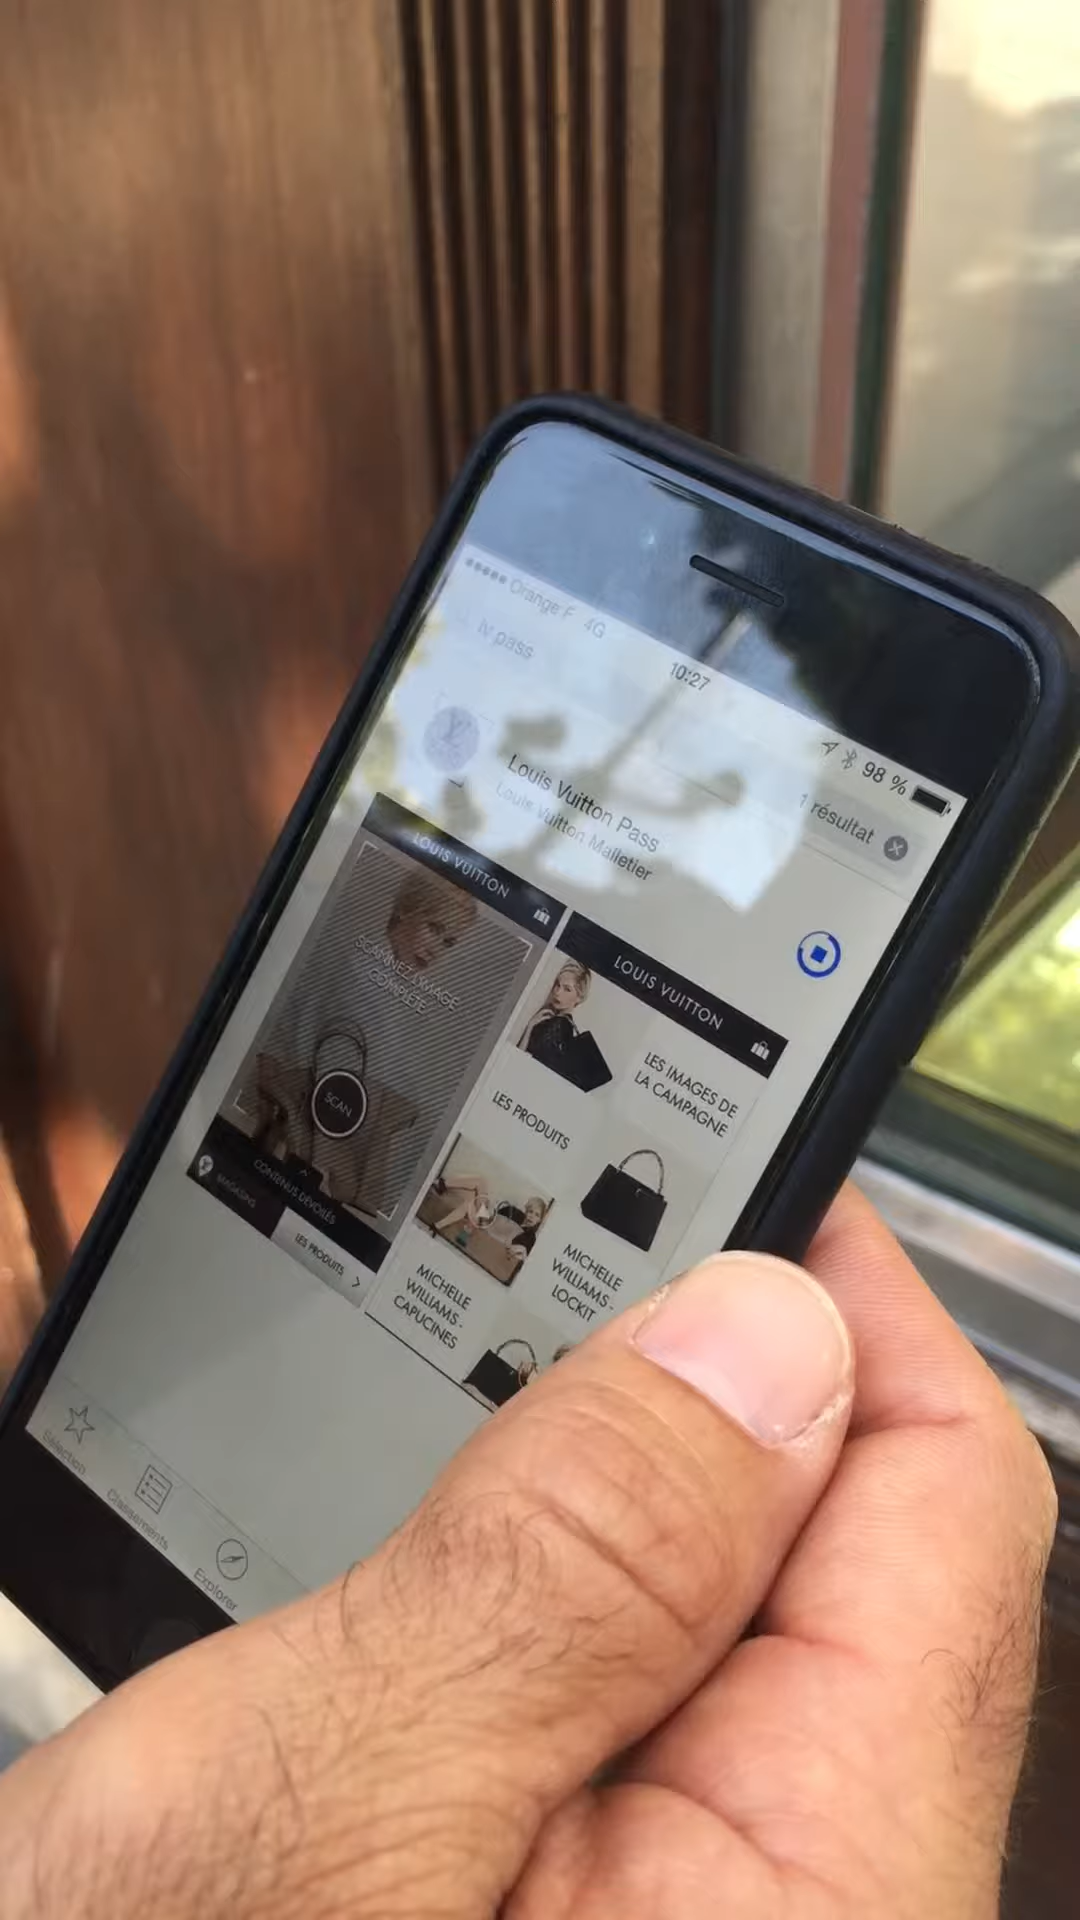 Orange F 4G
10:27
98 %
lv pass
1 résultat
Louis Vuitton Pass
Louis Vuitton Malletier
LOUIS VUITTON
SCANNEZ L'IMAGE
COMPLÈTE
SCAN
CONTENUS DÉVOILÉS
MAGASINS
LES PRODUITS
LOUIS VUITTON
LES IMAGES DE
LA CAMPAGNE
LES PRODUITS
MICHELLE
WILLIAMS -
CAPUCINES
MICHELLE
WILLIAMS -
LOCKIT
Sélection
Classements
Explorer